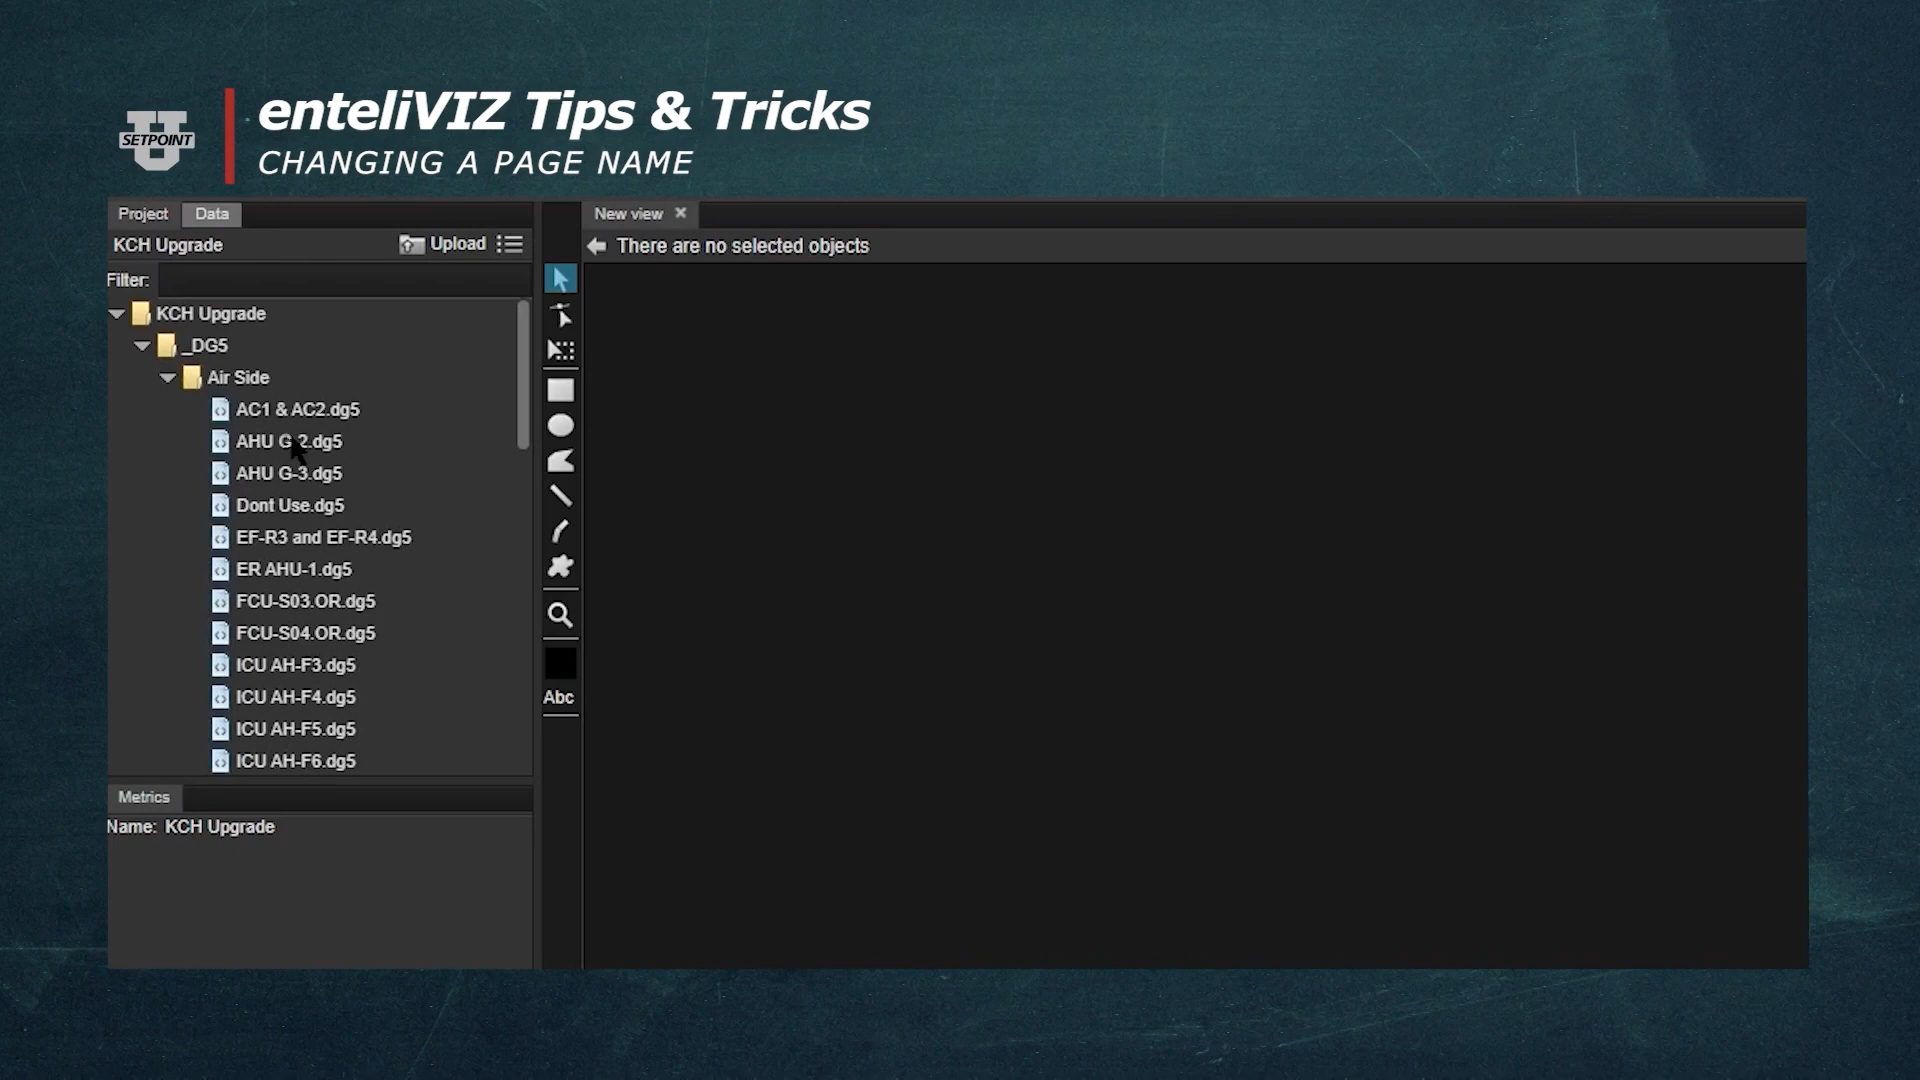 U
SETPOINT
enteliVIZ Tips & Tricks
CHANGING A PAGE NAME
Project Data
New view
KCH Upgrade Upload
There are no selected objects
Filter:
KCH Upgrade
_DG5
Air Side
AC1 & AC2.dg5
AHU G-2.dg5
AHU G-3.dg5
Dont Use.dg5
EF-R3 and EF-R4.dg5
ER AHU-1.dg5
FCU-S03.OR.dg5
FCU-S04.OR.dg5
ICU AH-F3.dg5
ICU AH-F4.dg5
ICU AH-F5.dg5
ICU AH-F6.dg5
Abc
Metrics
Name: KCH Upgrade